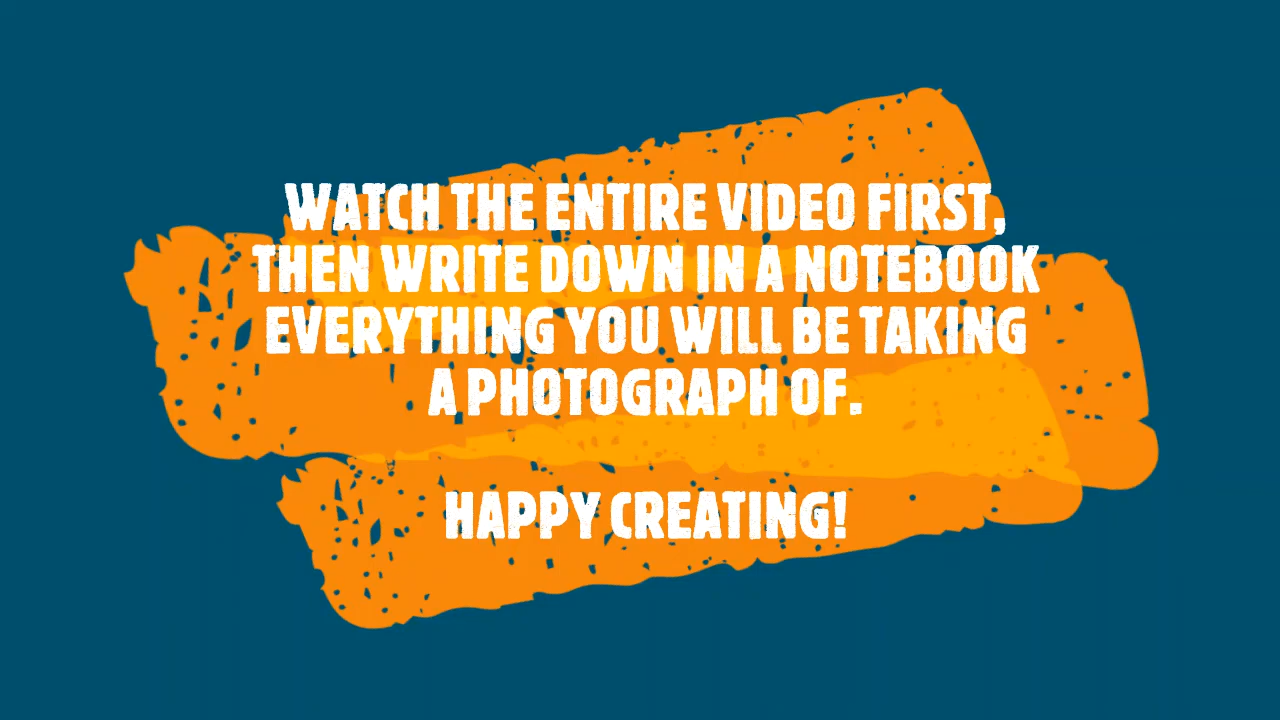 WATCH THE ENTIRE VIDEO FIRST,
THEN WRITE DOWN IN A NOTEBOOK
EVERYTHING YOU WILL BE TAKING
A PHOTOGRAPH OF.
HAPPY CREATING!